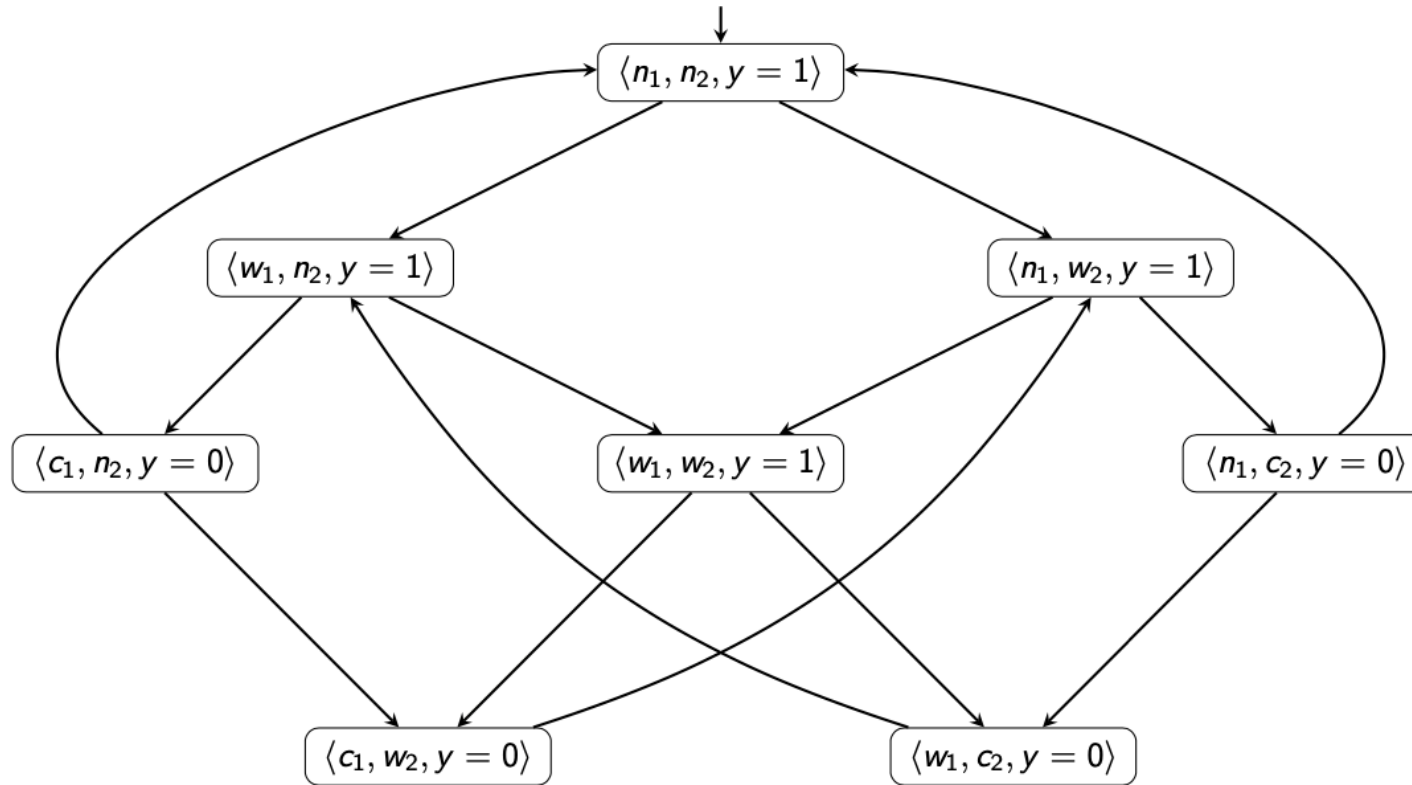 ⟨n₁, n₂, y = 1⟩
⟨w₁, n₂, y = 1⟩
⟨n₁, w₂, y = 1⟩
⟨c₁, n₂, y = 0⟩
⟨w₁, w₂, y = 1⟩
⟨n₁, c₂, y = 0⟩
⟨c₁, w₂, y = 0⟩
⟨w₁, c₂, y = 0⟩